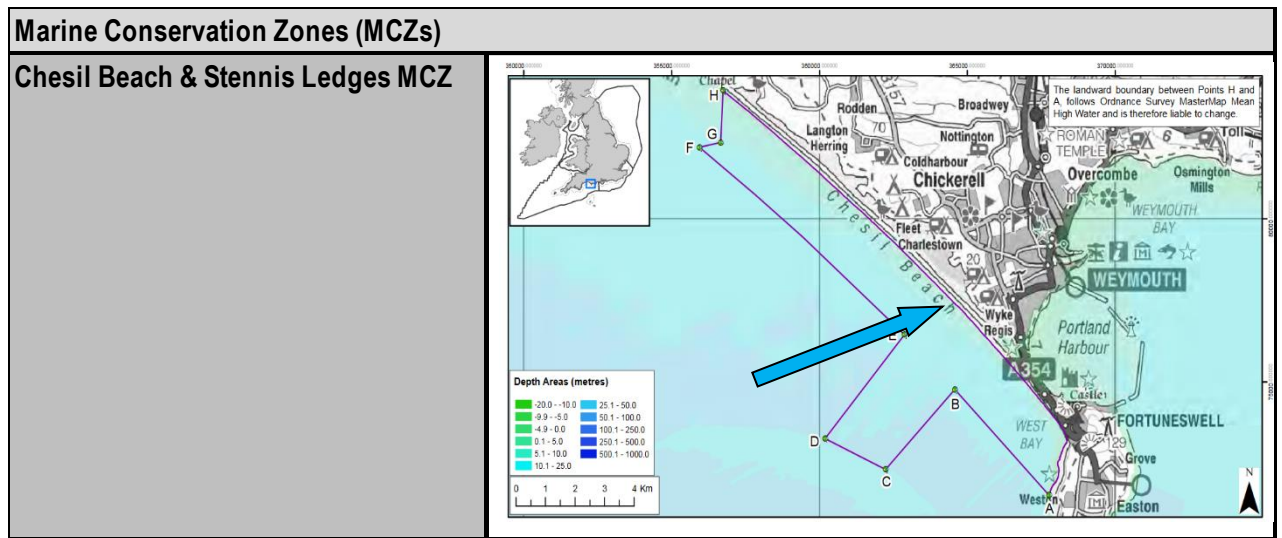 Marine Conservation Zones (MCZs)
Chesil Beach & Stennis Ledges MCZ
The landward boundary between Points H and
A, follows Ordnance Survey MasterMap Mean
High Water and is therefore liable to change.
Chapel
H
G
F
Rodden
Broadway
Langton
Herring
70
Nottington
ROMAN
TEMPLE
6
Toll
Coldharbour
Chickerell
Overcombe
Osmington
Mills
WEYMOUTH
BAY
Chesil Beach
Fleet
Charlestown
20
WEYMOUTH
Wyke
Regis
Portland
Harbour
E
A354
Castle
B
WEST
BAY
FORTUNESWELL
129
Grove
D
C
Weston
A
Easton
Depth Areas (metres)
-20.0 - -10.0
-9.9 - -5.0
-4.9 - 0.0
0.1 - 5.0
5.1 - 10.0
10.1 - 25.0
25.1 - 50.0
50.1 - 100.0
100.1 - 250.0
250.1 - 500.0
500.1 - 1000.0
0 1 2 3 4 Km
N